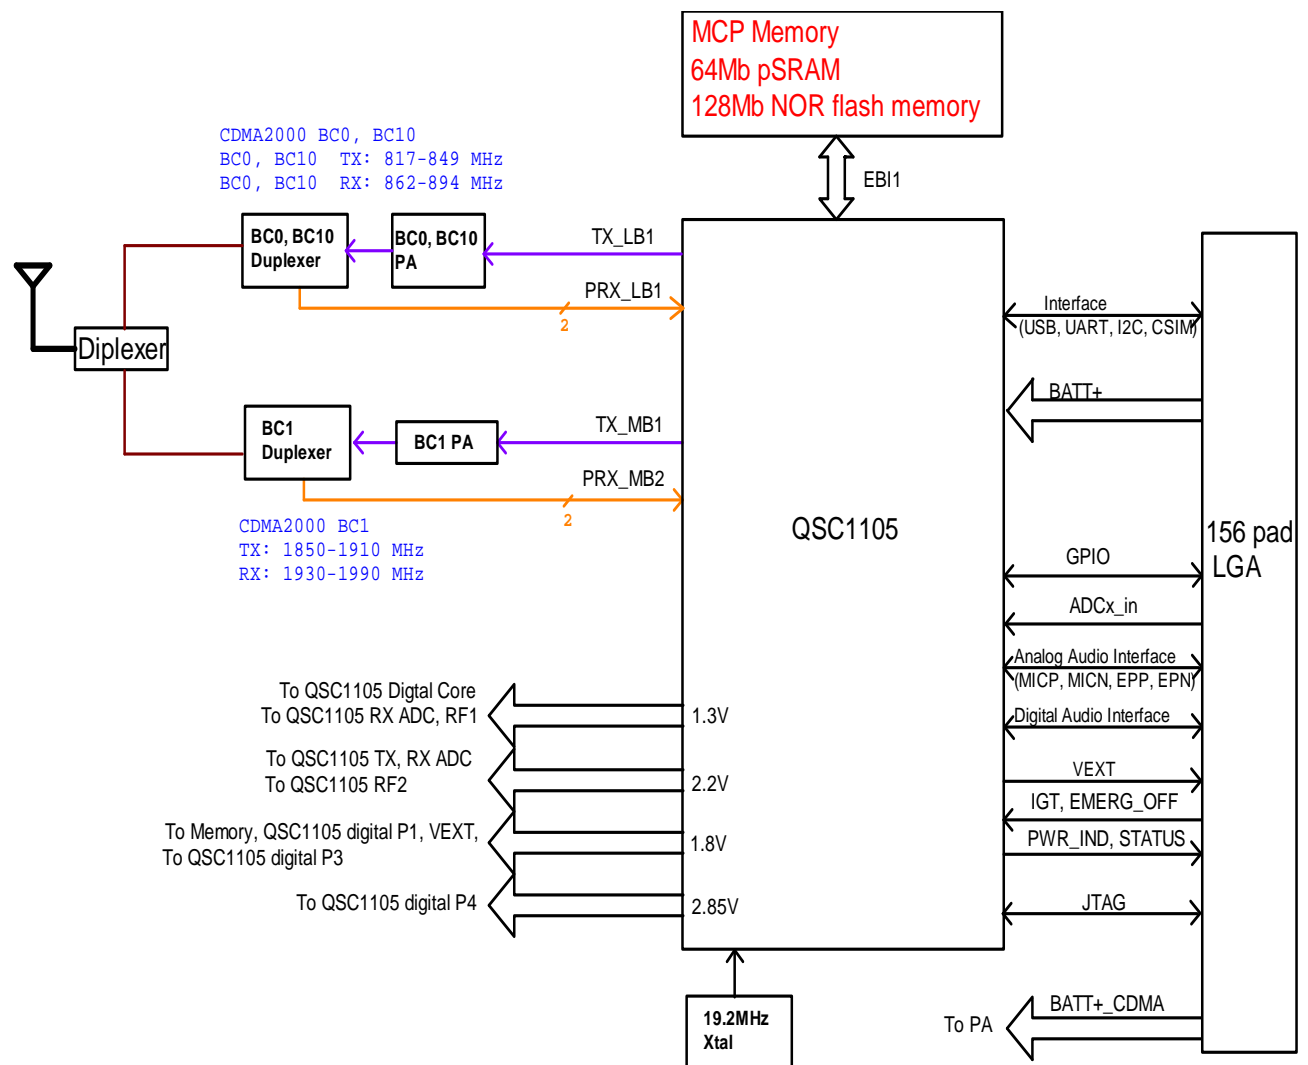 MCP Memory
64Mb pSRAM
128Mb NOR flash memory
EBI1
CDMA2000 BC0, BC10
BC0, BC10 TX: 817-849 MHz
BC0, BC10 RX: 862-894 MHz
BC0, BC10
Duplexer
BC0, BC10
PA
TX_LB1
PRX_LB1
2
Diplexer
BC1
Duplexer
BC1 PA
TX_MB1
PRX_MB2
2
CDMA2000 BC1
TX: 1850-1910 MHz
RX: 1930-1990 MHz
QSC1105
Interface
(USB, UART, I2C, CSIM)
BATT+
156 pad
LGA
GPIO
ADCx_in
Analog Audio Interface
(MICP, MICN, EPP, EPN)
Digital Audio Interface
VEXT
IGT, EMERG_OFF
PWR_IND, STATUS
JTAG
BATT+_CDMA
To PA
To QSC1105 Digtal Core
To QSC1105 RX ADC, RF1
1.3V
To QSC1105 TX, RX ADC
To QSC1105 RF2
2.2V
To Memory, QSC1105 digital P1, VEXT,
To QSC1105 digital P3
1.8V
To QSC1105 digital P4
2.85V
19.2MHz
Xtal